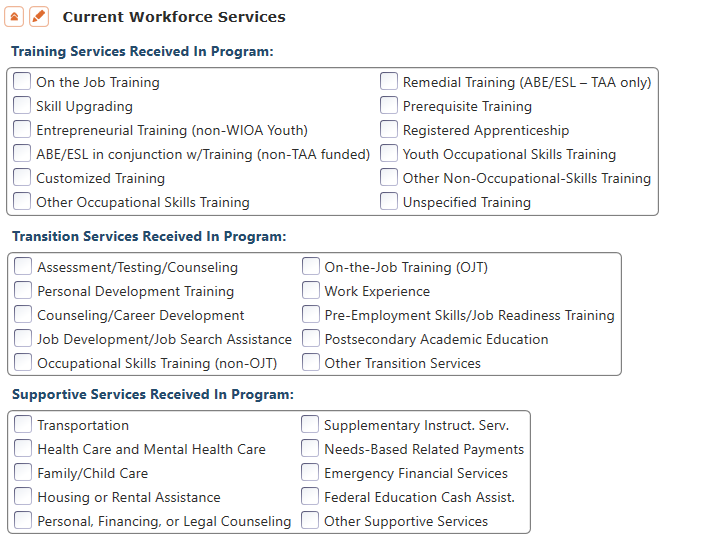 Current Workforce Services
Training Services Received In Program:
On the Job Training
Remedial Training (ABE/ESL – TAA only)
Skill Upgrading
Prerequisite Training
Entrepreneurial Training (non-WIOA Youth)
Registered Apprenticeship
ABE/ESL in conjunction w/Training (non-TAA funded)
Youth Occupational Skills Training
Customized Training
Other Non-Occupational-Skills Training
Other Occupational Skills Training
Unspecified Training
Transition Services Received In Program:
Assessment/Testing/Counseling
On-the-Job Training (OJT)
Personal Development Training
Work Experience
Counseling/Career Development
Pre-Employment Skills/Job Readiness Training
Job Development/Job Search Assistance
Postsecondary Academic Education
Occupational Skills Training (non-OJT)
Other Transition Services
Supportive Services Received In Program:
Transportation
Supplementary Instruct. Serv.
Health Care and Mental Health Care
Needs-Based Related Payments
Family/Child Care
Emergency Financial Services
Housing or Rental Assistance
Federal Education Cash Assist.
Personal, Financing, or Legal Counseling
Other Supportive Services